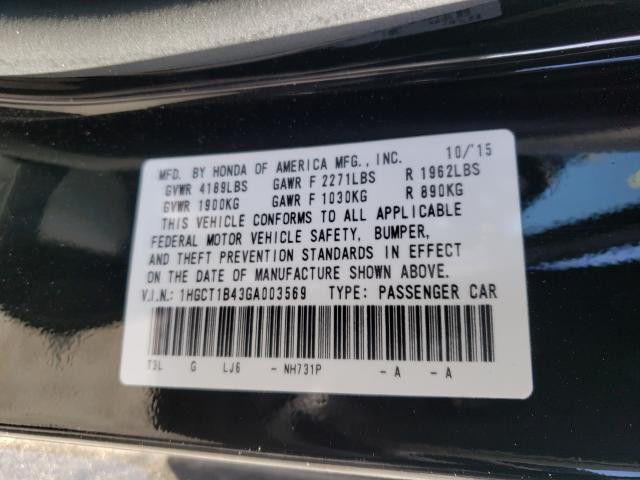 MFD. BY HONDA OF AMERICA MFG., INC. 10/'15
GVWR 4189LBS GAWR F 2271LBS R 1962LBS
GVWR 1900KG GAWR F 1030KG R 890KG
THIS VEHICLE CONFORMS TO ALL APPLICABLE
FEDERAL MOTOR VEHICLE SAFETY, BUMPER,
AND THEFT PREVENTION STANDARDS IN EFFECT
ON THE DATE OF MANUFACTURE SHOWN ABOVE.
V.I.N.: 1HGCT1B43GA003569 TYPE: PASSENGER CAR
T3L G LJ6 - NH731P - A - A